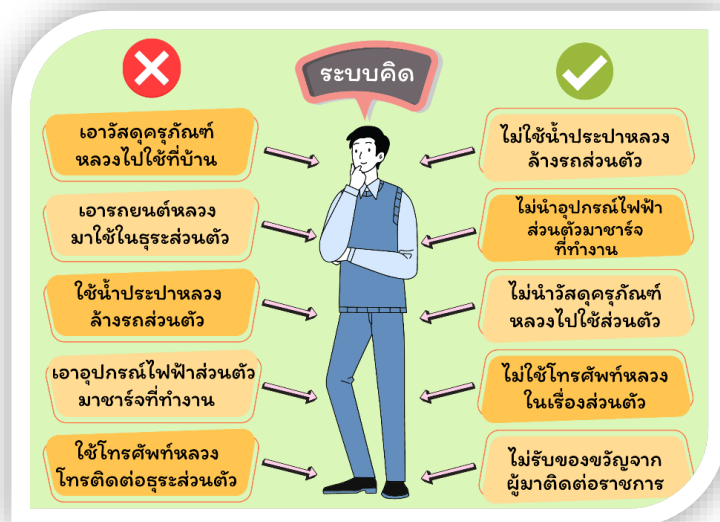 ระบบคิด
เอาวัสดุครุภัณฑ์
หลวงไปใช้ที่บ้าน
เอารถยนต์หลวง
มาใช้ในธุระส่วนตัว
ใช้น้ำประปาหลวง
ล้างรถส่วนตัว
เอาอุปกรณ์ไฟฟ้าส่วนตัว
มาชาร์จที่ทำงาน
ใช้โทรศัพท์หลวง
โทรติดต่อธุระส่วนตัว
ไม่ใช้น้ำประปาหลวง
ล้างรถส่วนตัว
ไม่นำอุปกรณ์ไฟฟ้า
ส่วนตัวมาชาร์จ
ที่ทำงาน
ไม่นำวัสดุครุภัณฑ์
หลวงไปใช้ส่วนตัว
ไม่ใช้โทรศัพท์หลวง
ในเรื่องส่วนตัว
ไม่รับของขวัญจาก
ผู้มาติดต่อราชการ